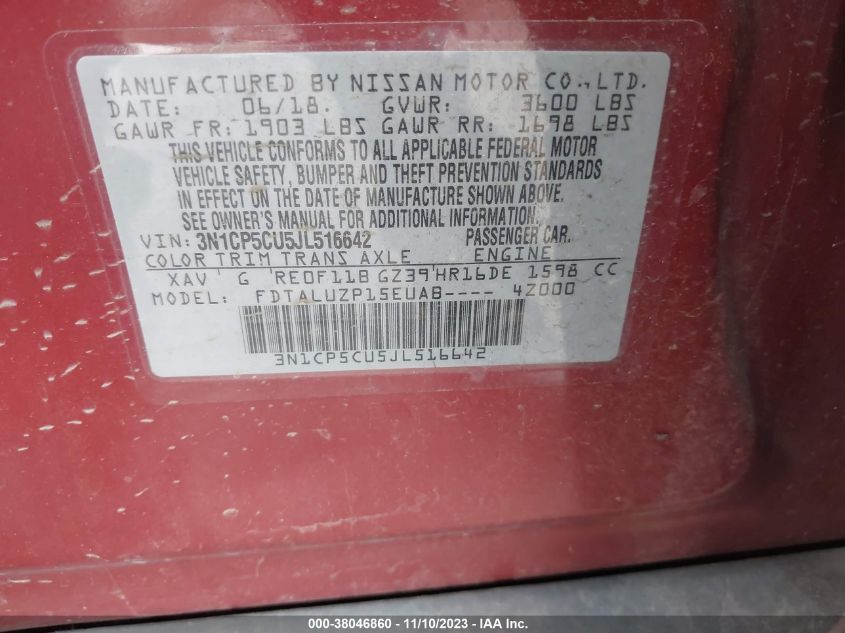 MANUFACTURED BY NISSAN MOTOR CO.,LTD.
DATE: 06/18. GVWR: 3600 LBS
GAWR FR: 1903 LBS GAWR RR: 1698 LBS
THIS VEHICLE CONFORMS TO ALL APPLICABLE FEDERAL MOTOR
VEHICLE SAFETY, BUMPER AND THEFT PREVENTION STANDARDS
IN EFFECT ON THE DATE OF MANUFACTURE SHOWN ABOVE.
SEE OWNER'S MANUAL FOR ADDITIONAL INFORMATION.
VIN: 3N1CP5CU5JL516642 PASSENGER CAR.
COLOR TRIM TRANS AXLE ENGINE
XAV ' G ' RE0F11B GZ39'HR16DE 1598 CC
MODEL: FDTALUZP15EUAB---- 4Z000
3N1CP5CU5JL516642
000-38046860 - 11/10/2023 - IAA Inc.